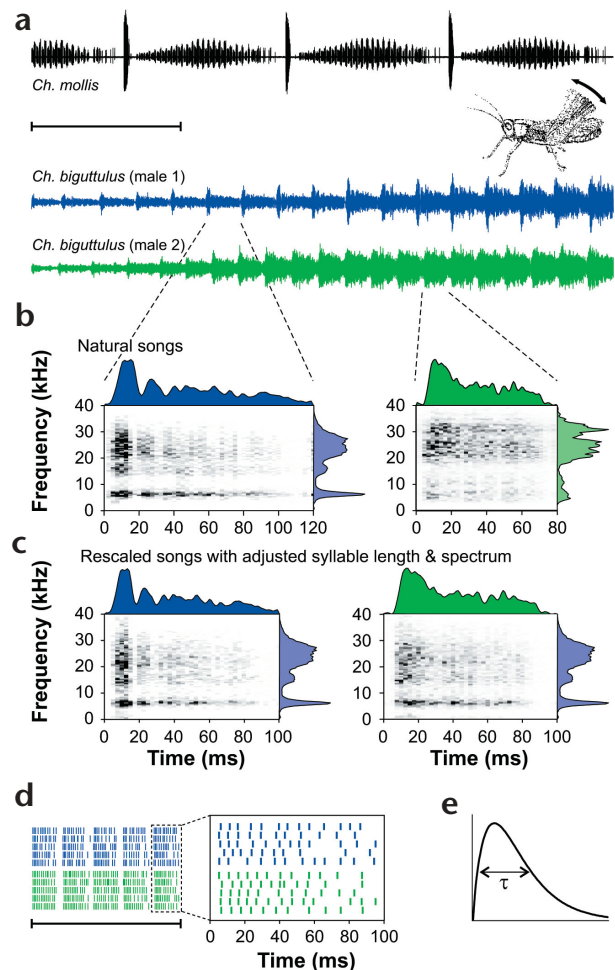 a
Ch. mollis
Ch. biguttulus (male 1)
Ch. biguttulus (male 2)
b
Natural songs
Frequency (kHz)
40
30
20
10
0
0 20 40 60 80 100 120
40
30
20
10
0
0 20 40 60 80
c
Rescaled songs with adjusted syllable length & spectrum
Frequency (kHz)
40
30
20
10
0
0 20 40 60 80 100
Time (ms)
40
30
20
10
0
0 20 40 60 80 100
Time (ms)
d
0 20 40 60 80 100
Time (ms)
e
τ